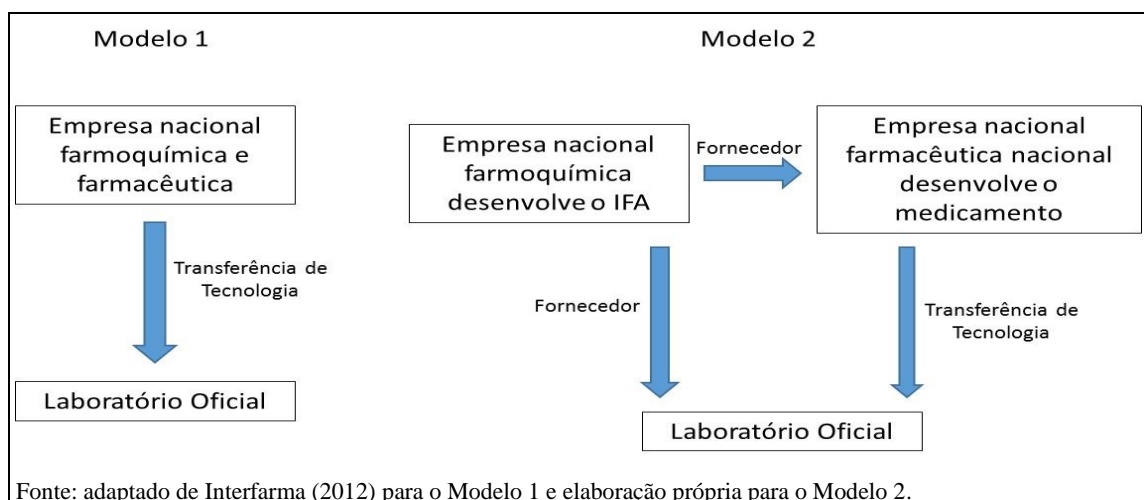 Modelo 1
Empresa nacional
farmoquímica e
farmacêutica
Transferência de
Tecnologia
Laboratório Oficial
Modelo 2
Empresa nacional
farmoquímica
desenvolve o IFA
Fornecedor
Empresa nacional
farmacêutica nacional
desenvolve o
medicamento
Fornecedor
Transferência de
Tecnologia
Laboratório Oficial
Fonte: adaptado de Interfarma (2012) para o Modelo 1 e elaboração própria para o Modelo 2.